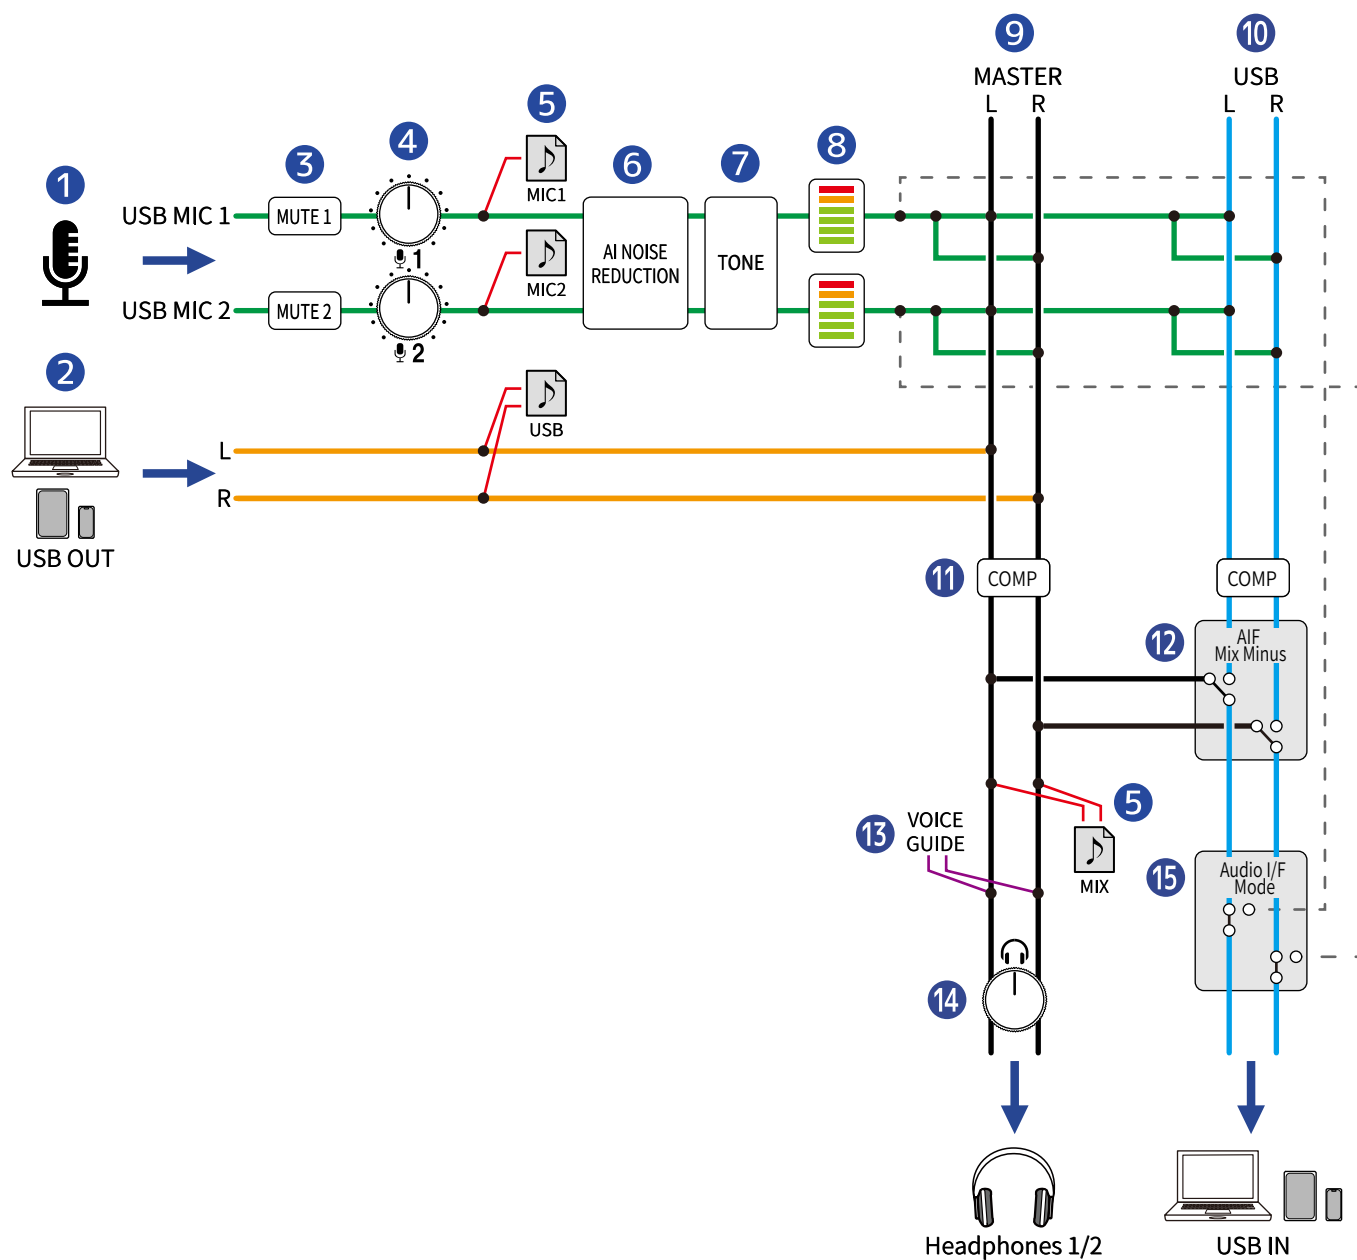 9
10
MASTER
USB
L R
L R
5
4
8
3
6
7
1
MIC1
USB MIC 1
MUTE 1
1
MIC2
AI NOISE
REDUCTION
TONE
USB MIC 2
MUTE 2
2
2
USB
L
R
USB OUT
11
COMP
COMP
12
AIF
Mix Minus
5
13
VOICE
GUIDE
MIX
15
Audio I/F
Mode
14
Headphones 1/2
USB IN